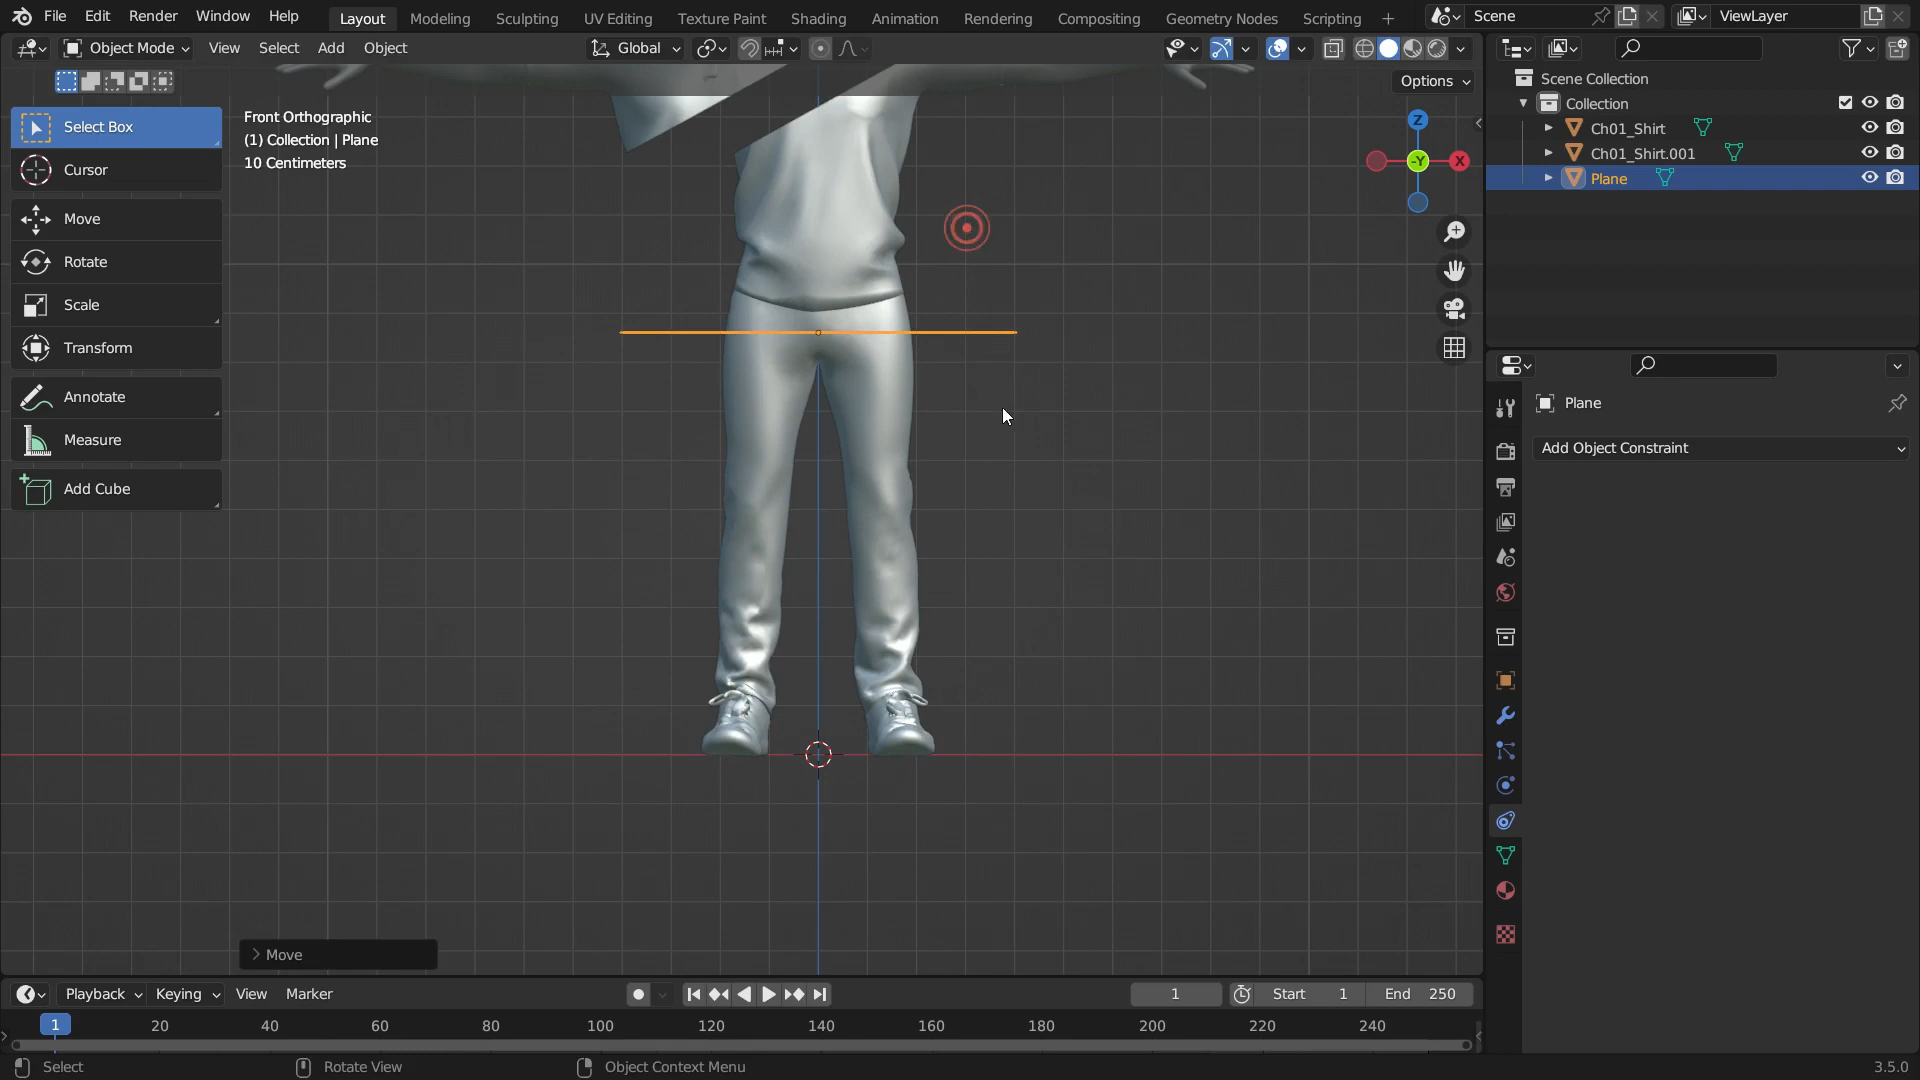 File Edit Render Window Help Layout Modeling Sculpting UV Editing Texture Paint Shading Animation Rendering Compositing Geometry Nodes Scripting + Scene ViewLayer
Object Mode View Select Add Object Global
Options
Select Box
Cursor
Move
Rotate
Scale
Transform
Annotate
Measure
Add Cube
Front Orthographic
(1) Collection | Plane
10 Centimeters
Z
-Y X
Scene Collection
Collection
Ch01_Shirt
Ch01_Shirt.001
Plane
Plane
Add Object Constraint
Move
Playback Keying View Marker 1 Start 1 End 250
1 20 40 60 80 100 120 140 160 180 200 220 240
Select Rotate View Object Context Menu 3.5.0